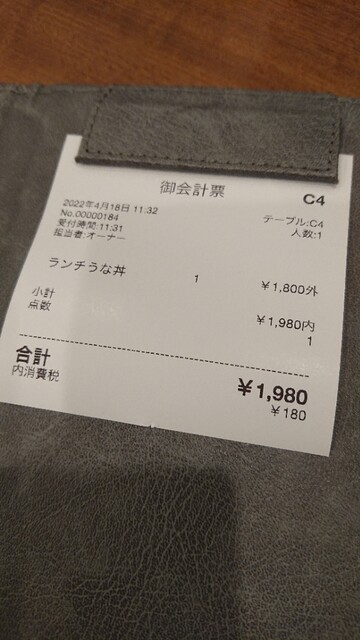 御会計票
C4
2022年4月18日 11:32
No.00000184
受付時間:11:31
担当者:オーナー
テーブル:C4
人数:1
ランチうな丼 1 ￥1,800外
小計 ￥1,980内
点数 1
合計 ￥1,980
内消費税 ￥180